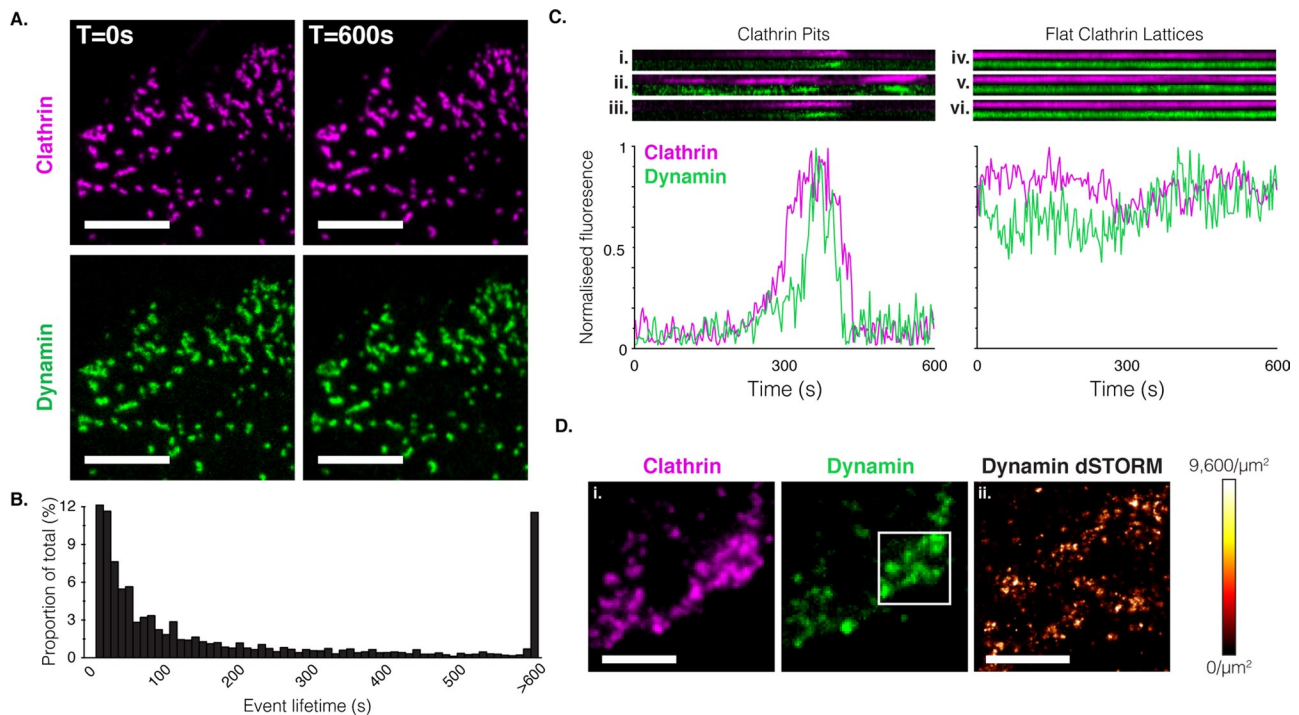 A.
T=0s
T=600s
Clathrin
Dynamin
B.
Proportion of total (%)
12
9
6
3
0
0
100
200
300
400
500
>600
Event lifetime (s)
C.
Clathrin Pits
Flat Clathrin Lattices
i.
ii.
iii.
iv.
v.
vi.
Clathrin
Dynamin
Normaliseed fluoresence
1
0.5
1
0
300
600
Time (s)
0
300
600
Time (s)
D.
Clathrin
Dynamin
Dynamin dSTORM
i.
ii.
9,600/µm²
0/µm²